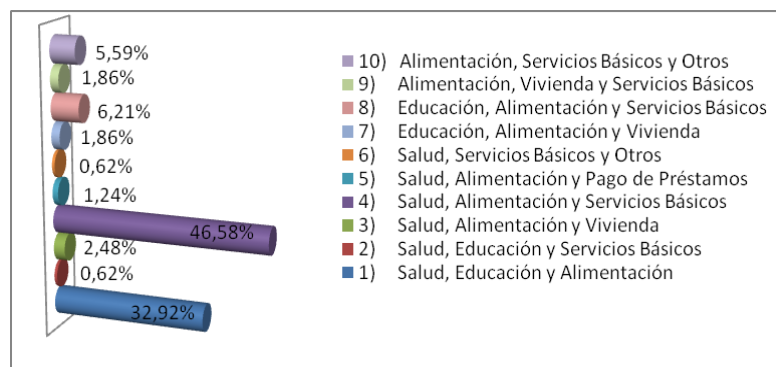 5,59%
1,86%
6,21%
1,86%
0,62%
1,24%
46,58%
2,48%
0,62%
32,92%
10) Alimentación, Servicios Básicos y Otros
9) Alimentación, Vivienda y Servicios Básicos
8) Educación, Alimentación y Servicios Básicos
7) Educación, Alimentación y Vivienda
6) Salud, Servicios Básicos y Otros
5) Salud, Alimentación y Pago de Préstamos
4) Salud, Alimentación y Servicios Básicos
3) Salud, Alimentación y Vivienda
2) Salud, Educación y Servicios Básicos
1) Salud, Educación y Alimentación